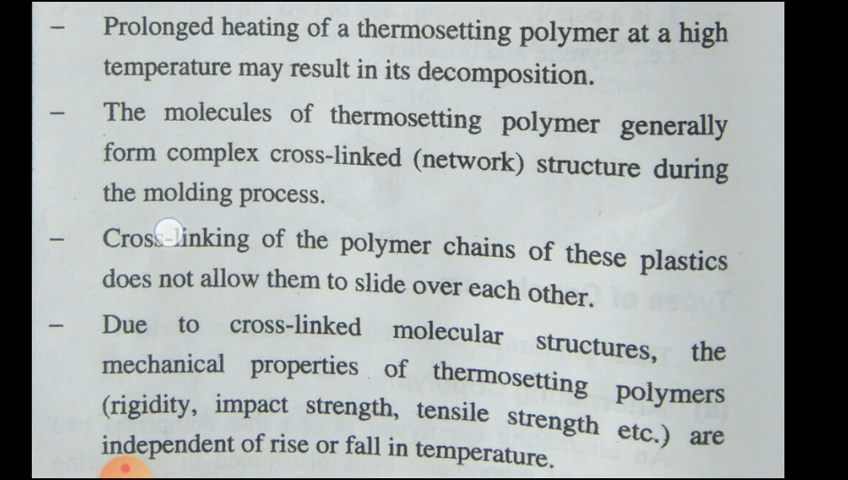 – Prolonged heating of a thermosetting polymer at a high
temperature may result in its decomposition.
– The molecules of thermosetting polymer generally
form complex cross-linked (network) structure during
the molding process.
– Cross-linking of the polymer chains of these plastics
does not allow them to slide over each other.
– Due to cross-linked molecular structures, the
mechanical properties of thermosetting polymers
(rigidity, impact strength, tensile strength etc.) are
independent of rise or fall in temperature.